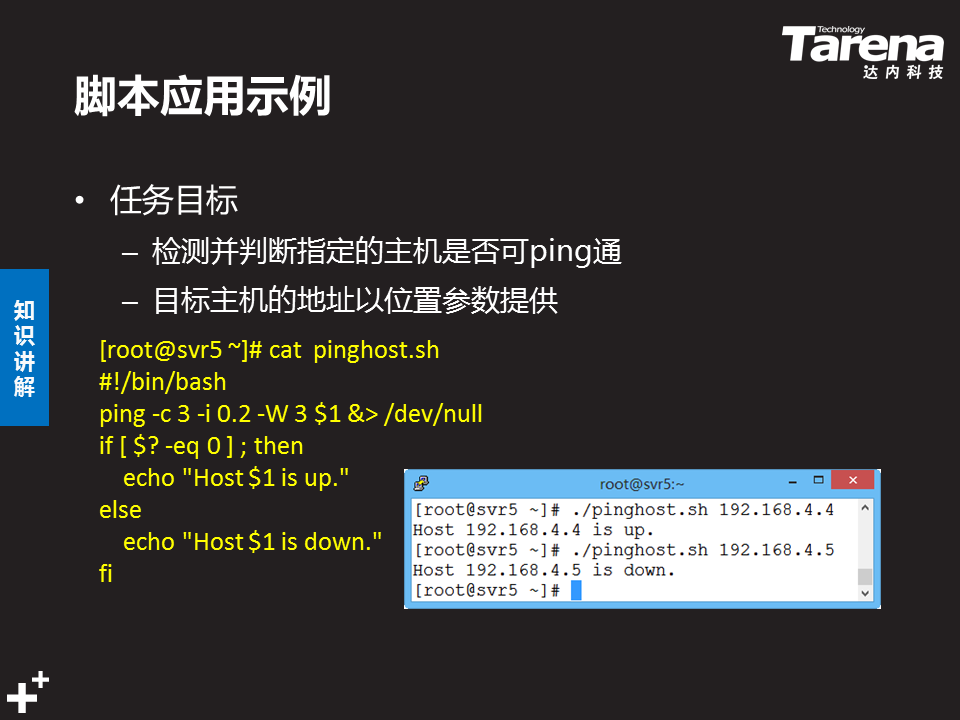 Technology
Tarena
达内科技
脚本应用示例
• 任务目标
– 检测并判断指定的主机是否可ping通
– 目标主机的地址以位置参数提供
知识讲解
[root@svr5 ~]# cat  pinghost.sh
#!/bin/bash
ping -c 3 -i 0.2 -W 3 $1 &> /dev/null
if [ $? -eq 0 ] ; then
    echo "Host $1 is up."
else
    echo "Host $1 is down."
fi
root@svr5:~
[root@svr5 ~]# ./pinghost.sh 192.168.4.4
Host 192.168.4.4 is up.
[root@svr5 ~]# ./pinghost.sh 192.168.4.5
Host 192.168.4.5 is down.
[root@svr5 ~]#